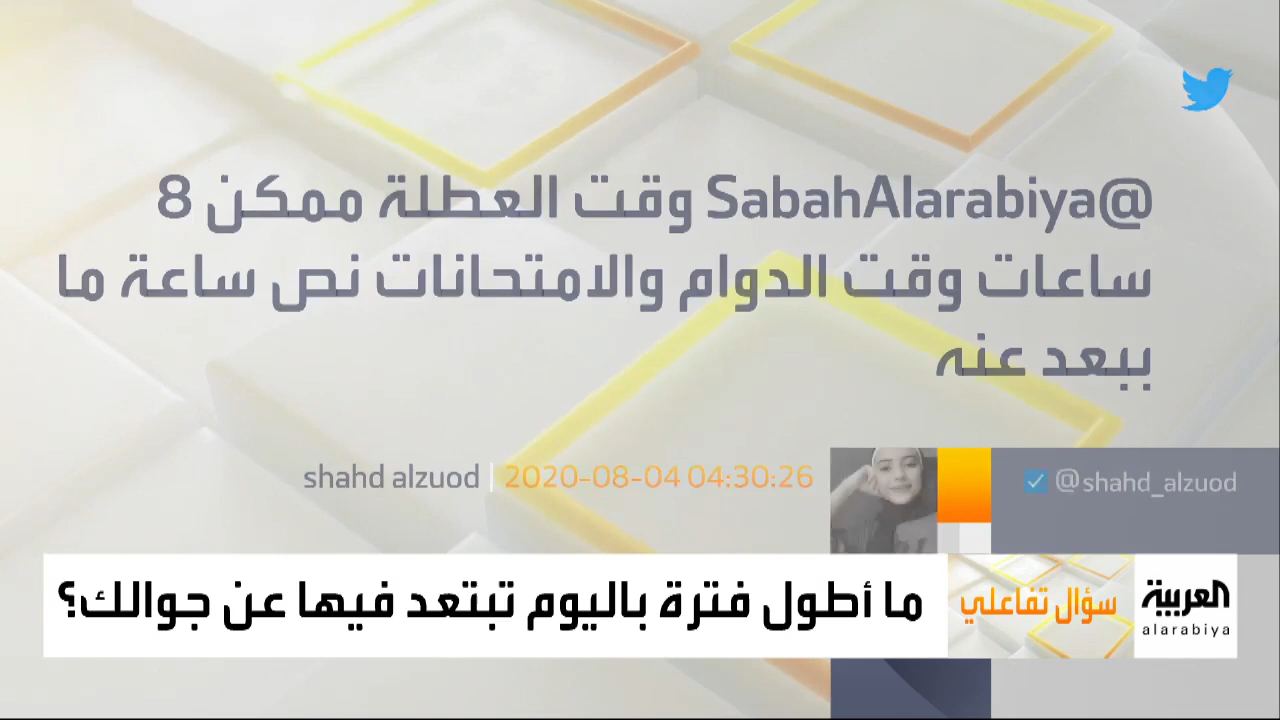 @SabahAlarabiya وقت العطلة ممكن 8
ساعات وقت الدوام والامتحانات نص ساعة ما
ببعد عنه
@shahd_alzuod
shahd alzuod | 2020-08-04 04:30:26
العربية
alarabiya
سؤال تفاعلي
ما أطول فترة باليوم تبتعد فيها عن جوالك؟